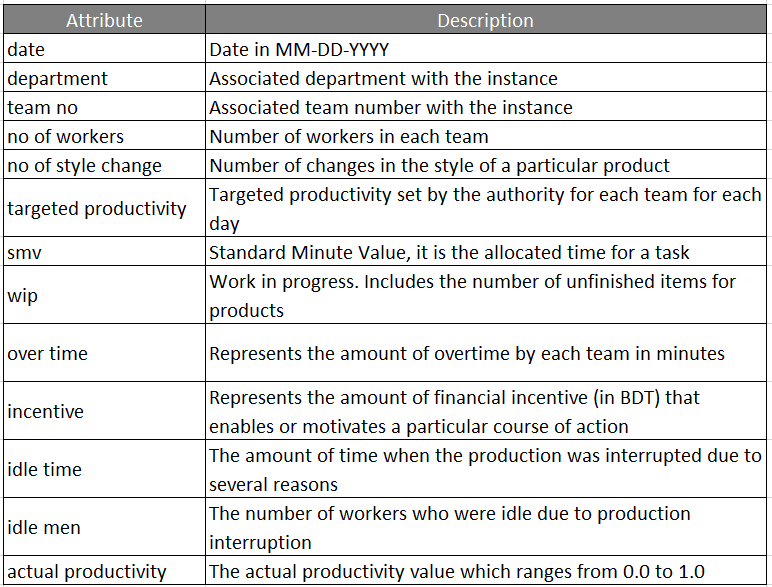 Attribute Description
date Date in MM-DD-YYYY
department Associated department with the instance
team no Associated team number with the instance
no of workers Number of workers in each team
no of style change Number of changes in the style of a particular product
targeted productivity Targeted productivity set by the authority for each team for each
day
smv Standard Minute Value, it is the allocated time for a task
wip Work in progress. Includes the number of unfinished items for
products
over time Represents the amount of overtime by each team in minutes
incentive Represents the amount of financial incentive (in BDT) that
enables or motivates a particular course of action
idle time The amount of time when the production was interrupted due to
several reasons
idle men The number of workers who were idle due to production
interruption
actual productivity The actual productivity value which ranges from 0.0 to 1.0